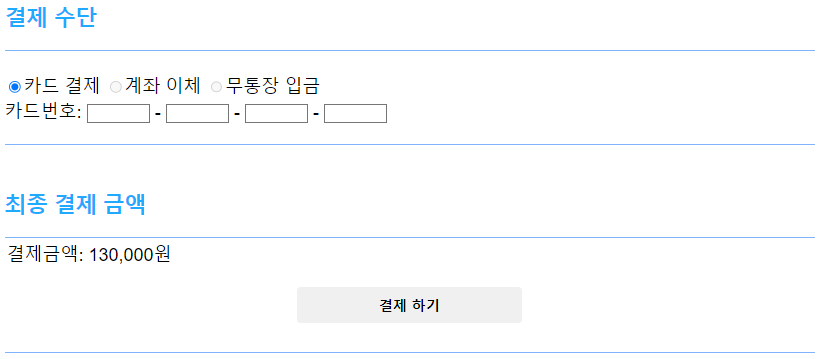 결제 수단
카드 결제 계좌 이체 무통장 입금
카드번호: - - -
최종 결제 금액
결제금액: 130,000원
결제 하기